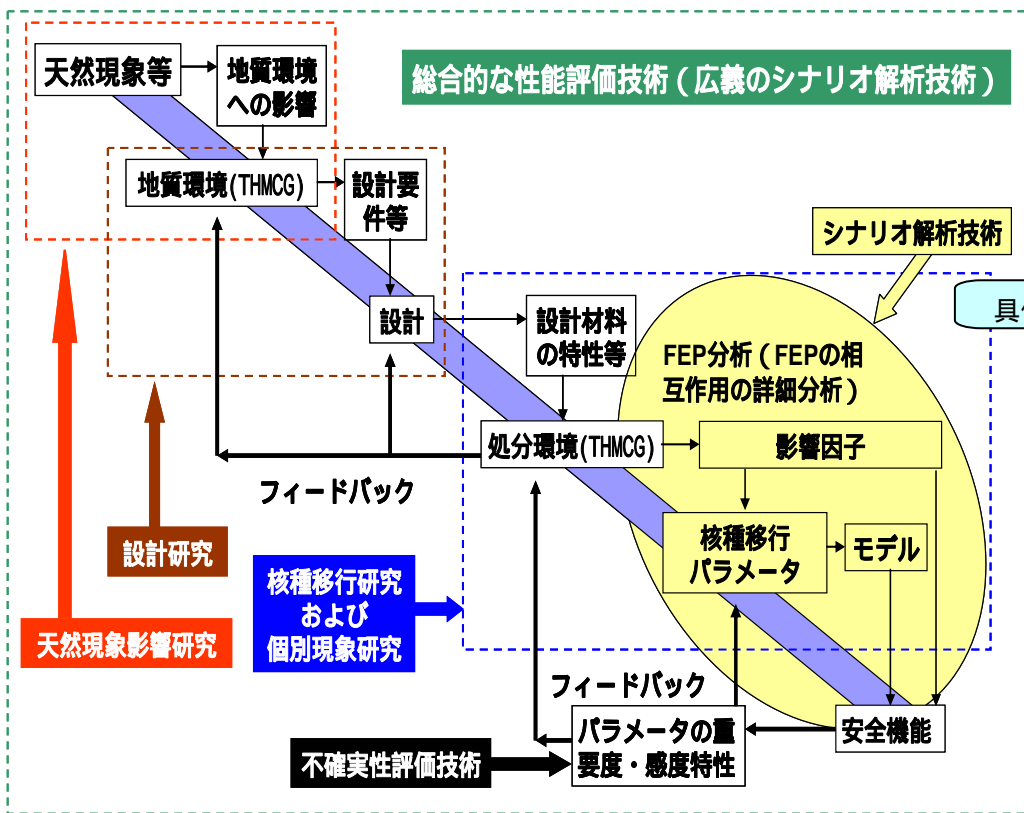 天然現象等
地質環境
への影響
総合的な性能評価技術（広義のシナリオ解析技術）
地質環境(THMCG)
設計要
件等
シナリオ解析技術
設計
設計材料
の特性等
FEP分析（FEPの相
互作用の詳細分析）
処分環境(THMCG)
影響因子
フィードバック
核種移行
パラメータ
モデル
設計研究
核種移行研究
および
個別現象研究
天然現象影響研究
フィードバック
パラメータの重
要度・感度特性
安全機能
不確実性評価技術